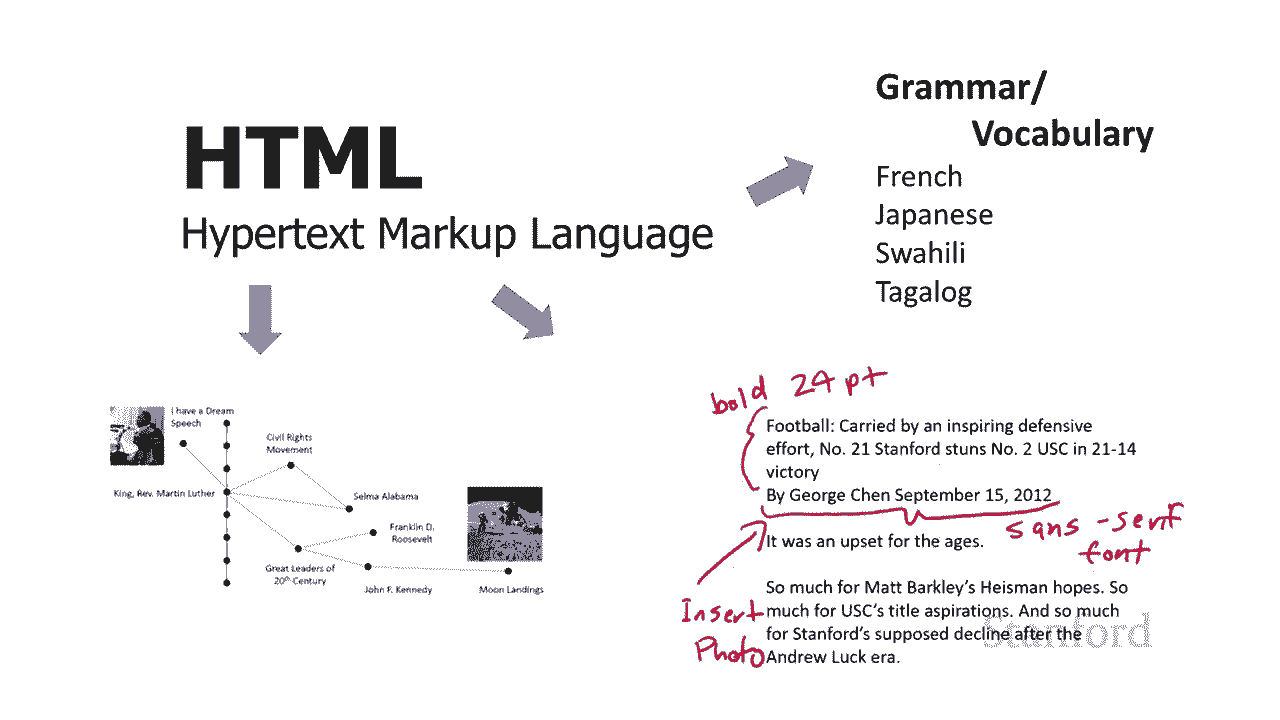 HTML
Hypertext Markup Language
Grammar/
Vocabulary
French
Japanese
Swahili
Tagalog
I have a Dream
Speech
Civil Rights
Movement
King, Rev. Martin Luther
Selma Alabama
Franklin D.
Roosevelt
Great Leaders of
20th Century
John F. Kennedy
Moon Landings
bold 24 pt
Football: Carried by an inspiring defensive
effort, No. 21 Stanford stuns No. 2 USC in 21-14
victory
By George Chen September 15, 2012
sans-serif
font
It was an upset for the ages.
Insert
Photo
So much for Matt Barkley's Heisman hopes. So
much for USC's title aspirations. And so much
for Stanford's supposed decline after the
Andrew Luck era.
Stanford